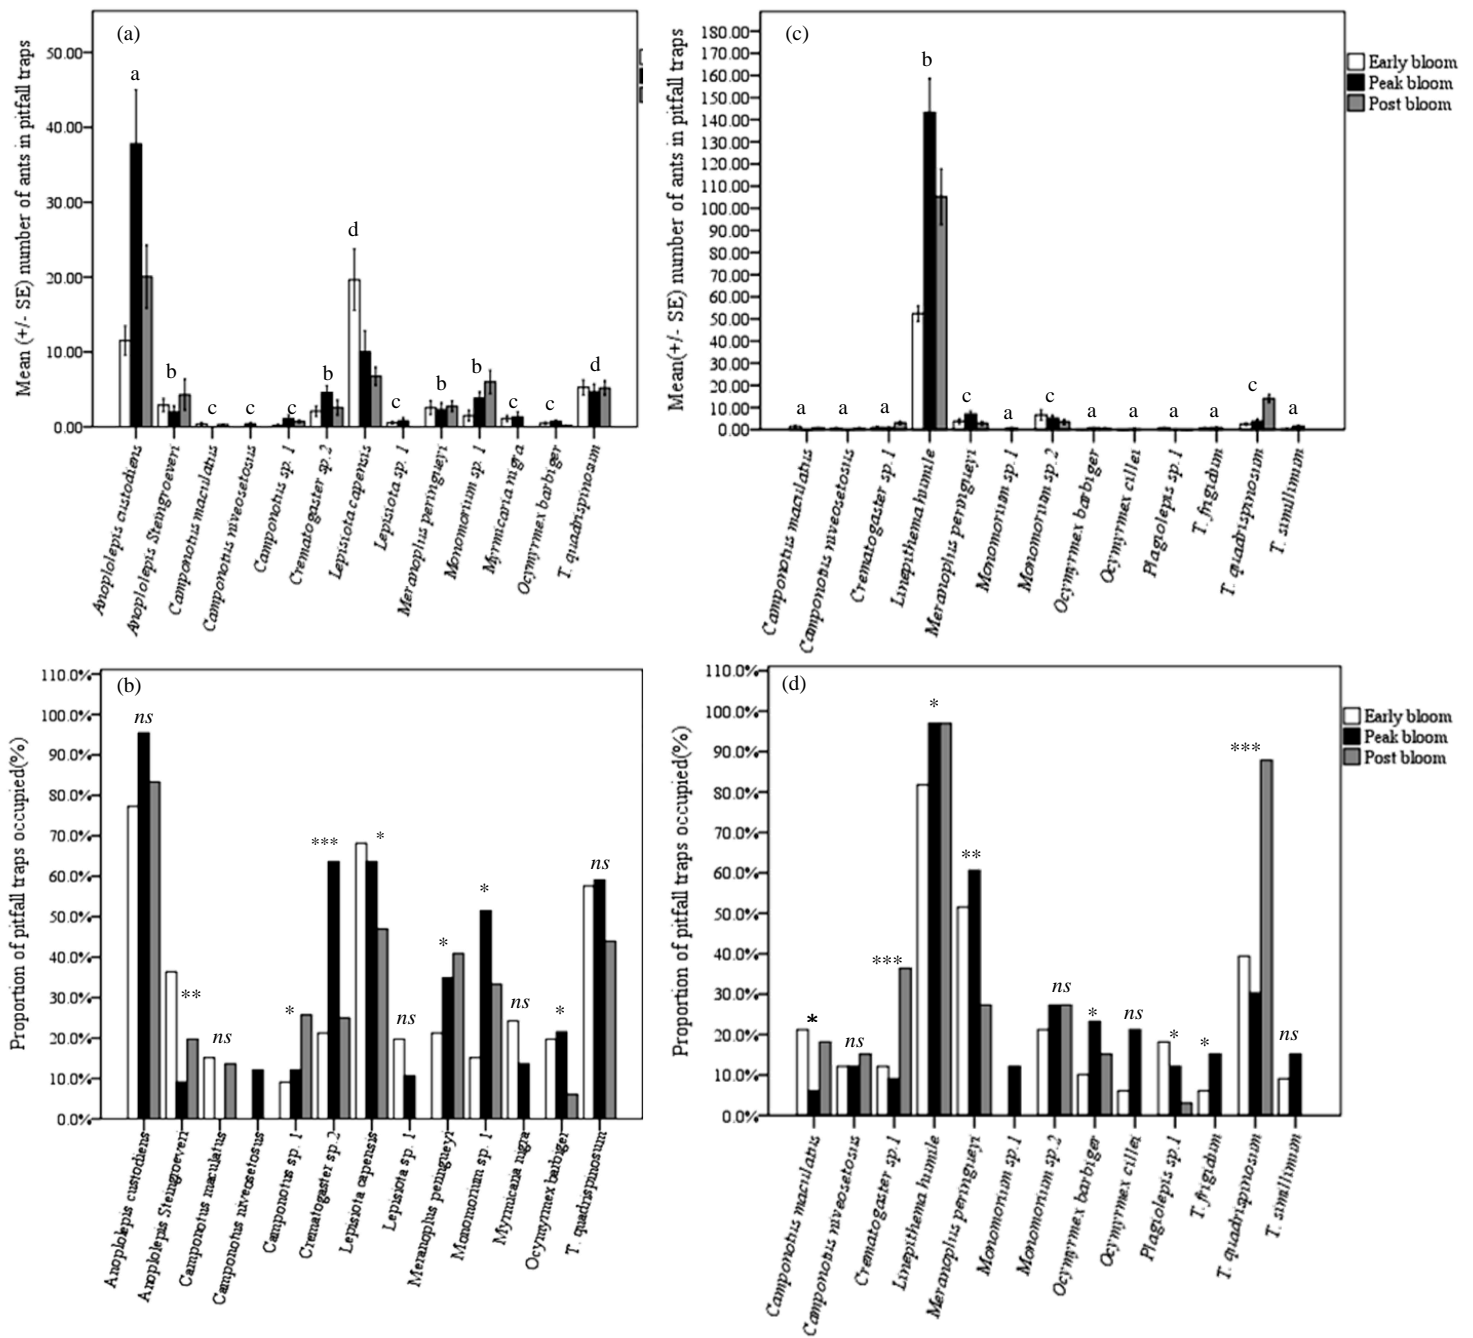 (a)
Mean (+/- SE) number of ants in pitfall traps
50.00
40.00
30.00
20.00
10.00
0.00
a
b
c
c
c
b
d
c
b
b
c
c
d
Anoplolepis custodiens
Anoplolepis Steingroeveri
Camponotus maculatus
Camponotus niveosetosus
Camponotus sp. 1
Crematogaster sp.2
Lepisiota capensis
Lepisiota sp. 1
Meranoplus peringueyi
Monomorium sp. 1
Myrmicaria nigra
Ocymyrmex barbiger
T. quadrispinosum
(c)
Mean(+/- SE) number of ants in pitfall traps
180.00
170.00
160.00
150.00
140.00
130.00
120.00
110.00
100.00
90.00
80.00
70.00
60.00
50.00
40.00
30.00
20.00
10.00
0.00
a
a
a
b
c
a
c
a
a
a
a
c
a
Early bloom
Peak bloom
Post bloom
Camponotus maculatus
Camponotus niveosetosus
Crematogaster sp.1
Linepithema humile
Meranoplus peringueyi
Monomorium sp.1
Monomorium sp.2
Ocymyrmex barbiger
Ocymyrmex cillei
Plagiolepis sp.1
T. frigidum
T. quadrispinosum
T. simillimum
(b)
Proportion of pitfall traps occupied(%)
110.0%
100.0%
90.0%
80.0%
70.0%
60.0%
50.0%
40.0%
30.0%
20.0%
10.0%
0.0%
ns
**
ns
*
***
*
ns
*
*
ns
*
ns
Anoplolepis custodiens
Anoplolepis Steingroeveri
Camponotus maculatus
Camponotus niveosetosus
Camponotus sp. 1
Crematogaster sp.2
Lepisiota capensis
Lepisiota sp. 1
Meranoplus peringueyi
Monomorium sp. 1
Myrmicaria nigra
Ocymyrmex barbiger
T. quadrispinosum
(d)
Proportion of pitfall traps occupied(%)
110.0%
100.0%
90.0%
80.0%
70.0%
60.0%
50.0%
40.0%
30.0%
20.0%
10.0%
0.0%
*
ns
***
*
**
ns
*
ns
*
*
***
ns
Early bloom
Peak bloom
Post bloom
Camponotus maculatus
Camponotus niveosetosus
Crematogaster sp.1
Linepithema humile
Meranoplus peringueyi
Monomorium sp.1
Monomorium sp.2
Ocymyrmex barbiger
Ocymyrmex cillei
Plagiolepis sp.1
T. frigidum
T. quadrispinosum
T. simillimum